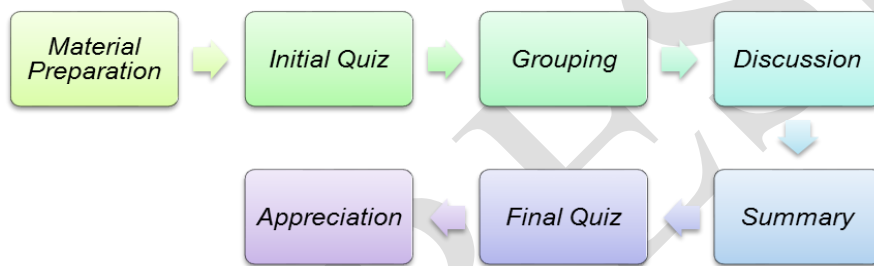 Material
Preparation
Initial Quiz
Grouping
Discussion
Summary
Final Quiz
Appreciation